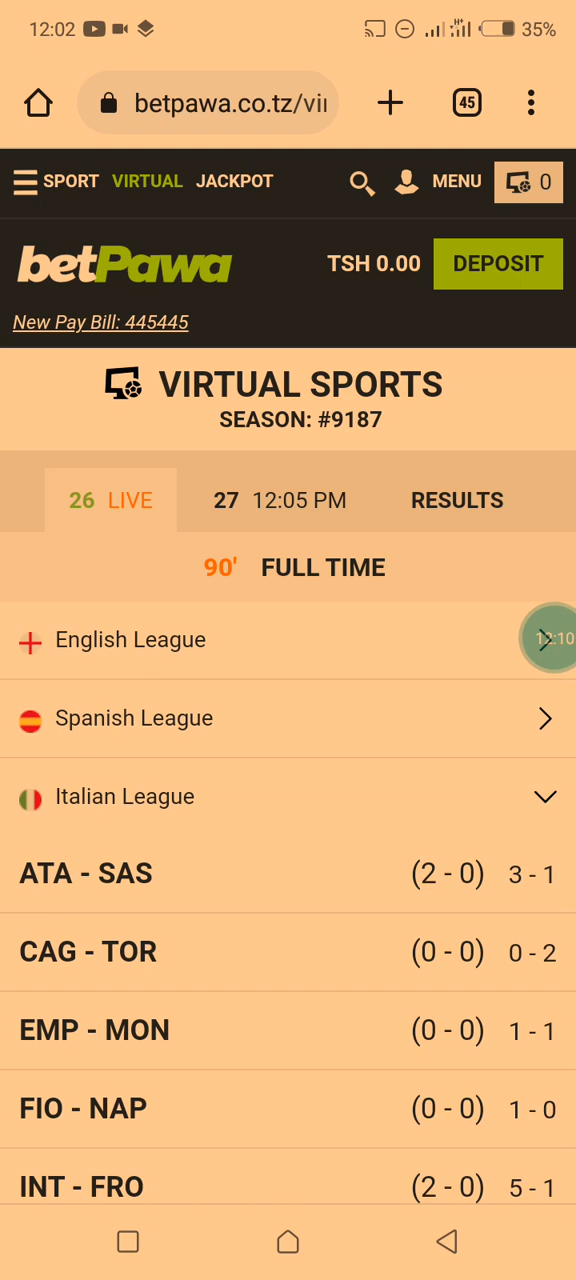 12:02 35%
betpawa.co.tz/vii 45
SPORT VIRTUAL JACKPOT MENU 0
betPawa TSH 0.00 DEPOSIT
New Pay Bill: 445445
VIRTUAL SPORTS
SEASON: #9187
26 LIVE 27 12:05 PM RESULTS
90' FULL TIME
English League 12:10
Spanish League
Italian League
ATA - SAS (2 - 0) 3 - 1
CAG - TOR (0 - 0) 0 - 2
EMP - MON (0 - 0) 1 - 1
FIO - NAP (0 - 0) 1 - 0
INT - FRO (2 - 0) 5 - 1